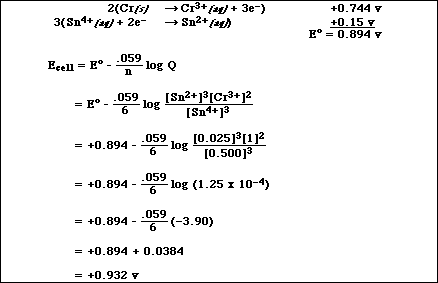 2(Cr(s) → Cr³⁺(aq) + 3e⁻) +0.744 v
3(Sn⁴⁺(aq) + 2e⁻ → Sn²⁺(aq)) +0.15 v
E° = 0.894 v
Ecell = E° - .059/n log Q
= E° - .059/6 log [Sn²⁺]³[Cr³⁺]²/[Sn⁴⁺]³
= +0.894 - .059/6 log [0.025]³[1]²/[0.500]³
= +0.894 - .059/6 log (1.25 x 10⁻⁴)
= +0.894 - .059/6 (−3.90)
= +0.894 + 0.0384
= +0.932 v